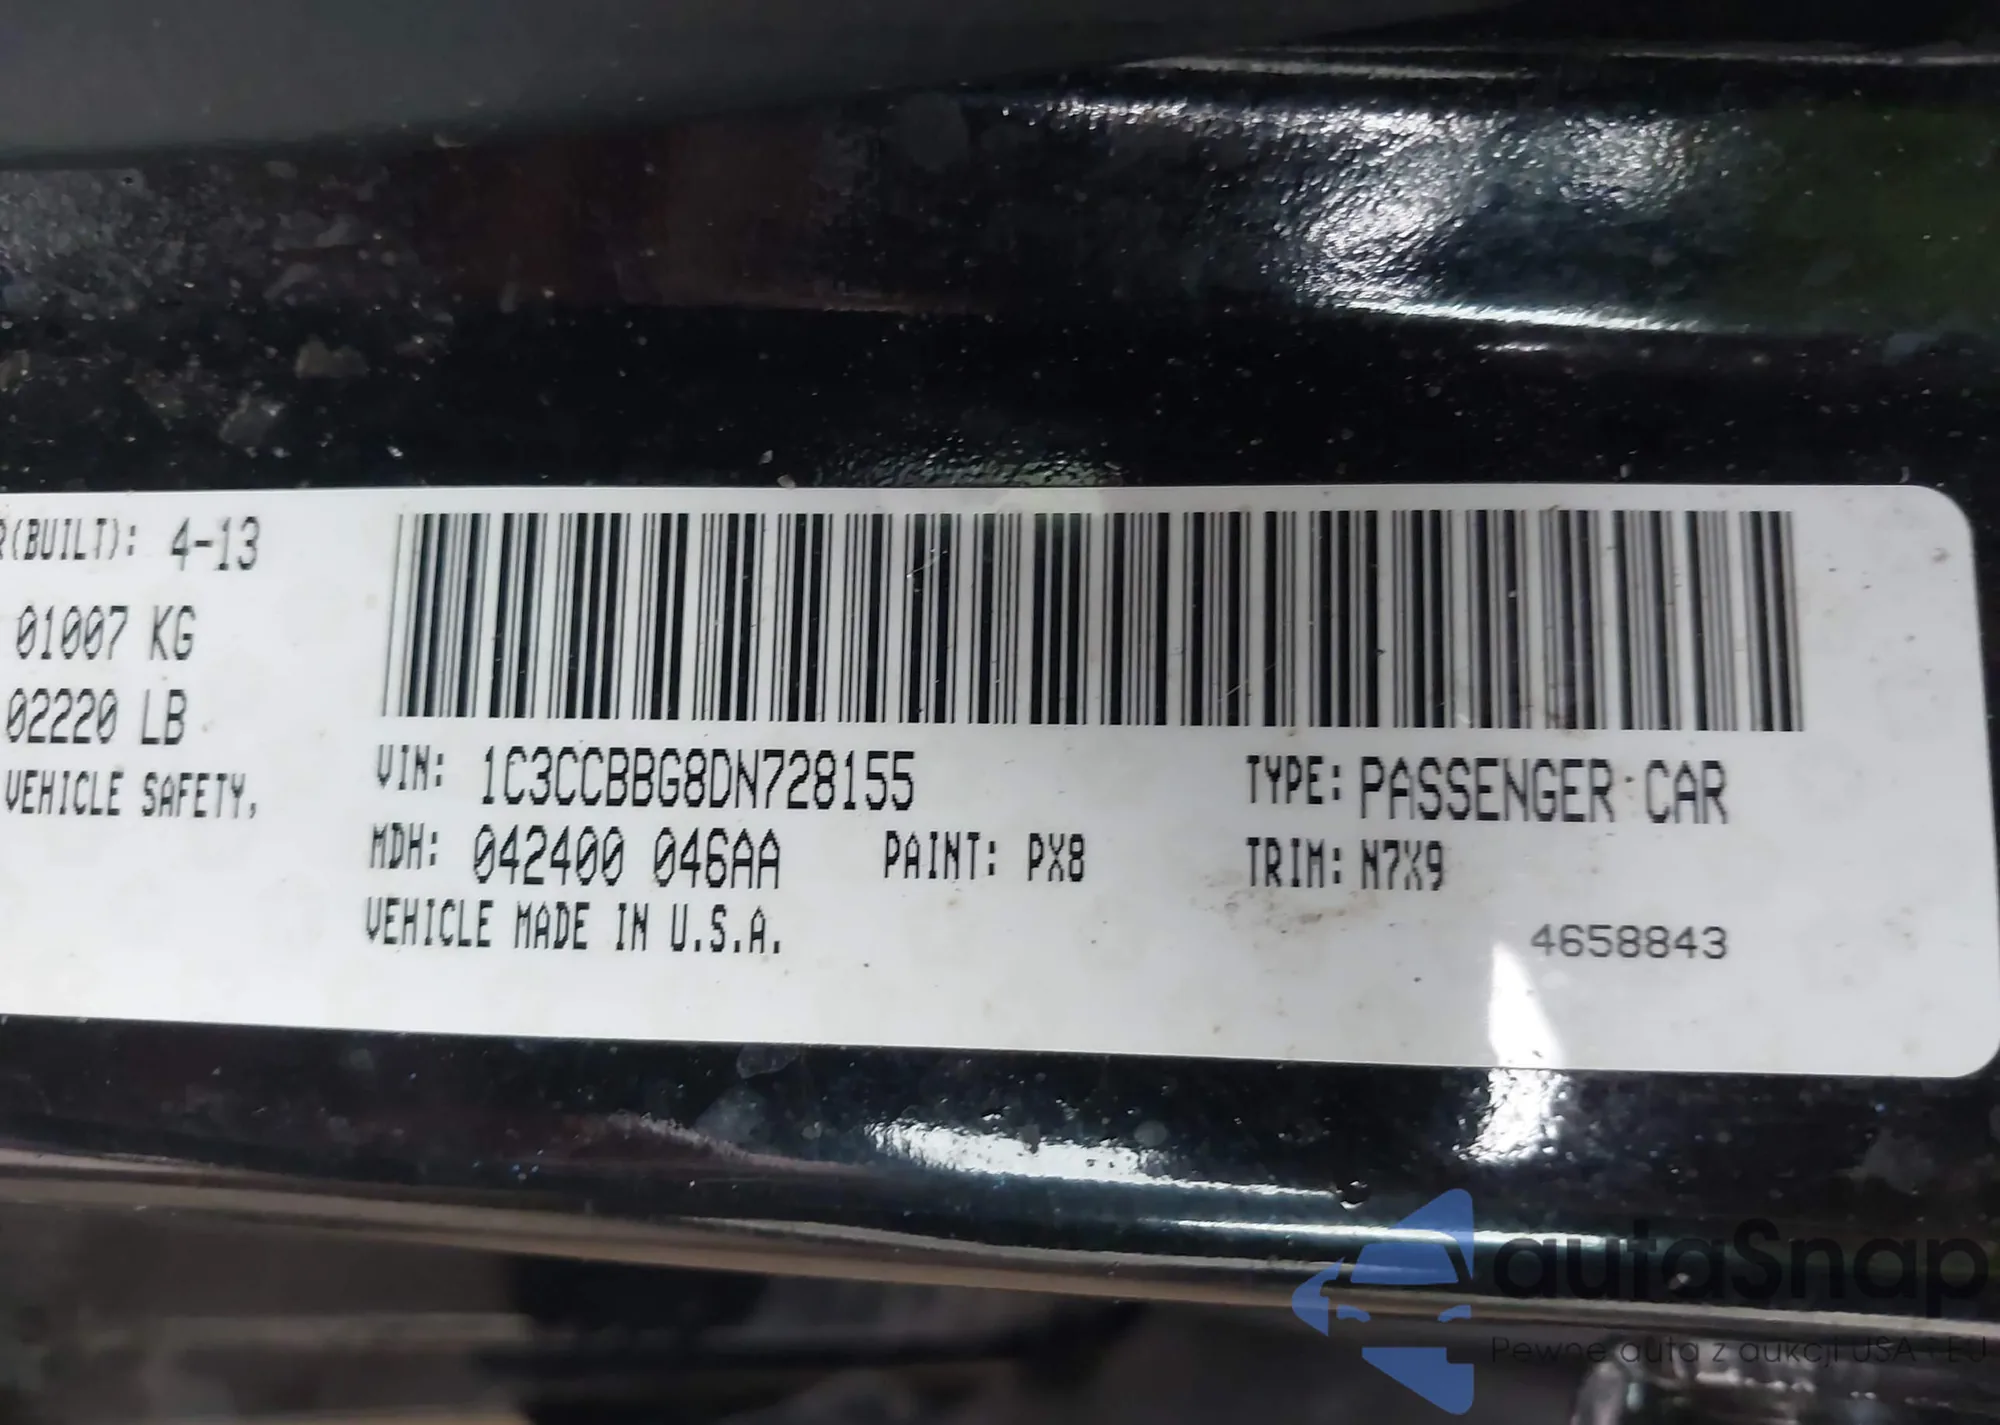 R(BUILT): 4-13
01007 KG
02220 LB
VEHICLE SAFETY,
VIN: 1C3CCBBG8DN728155 TYPE: PASSENGER CAR
MDH: 042400 046AA PAINT: PX8 TRIM: N7X9
VEHICLE MADE IN U.S.A.
4658843
autaSnap
Pewne auta z aukcji USA i EU